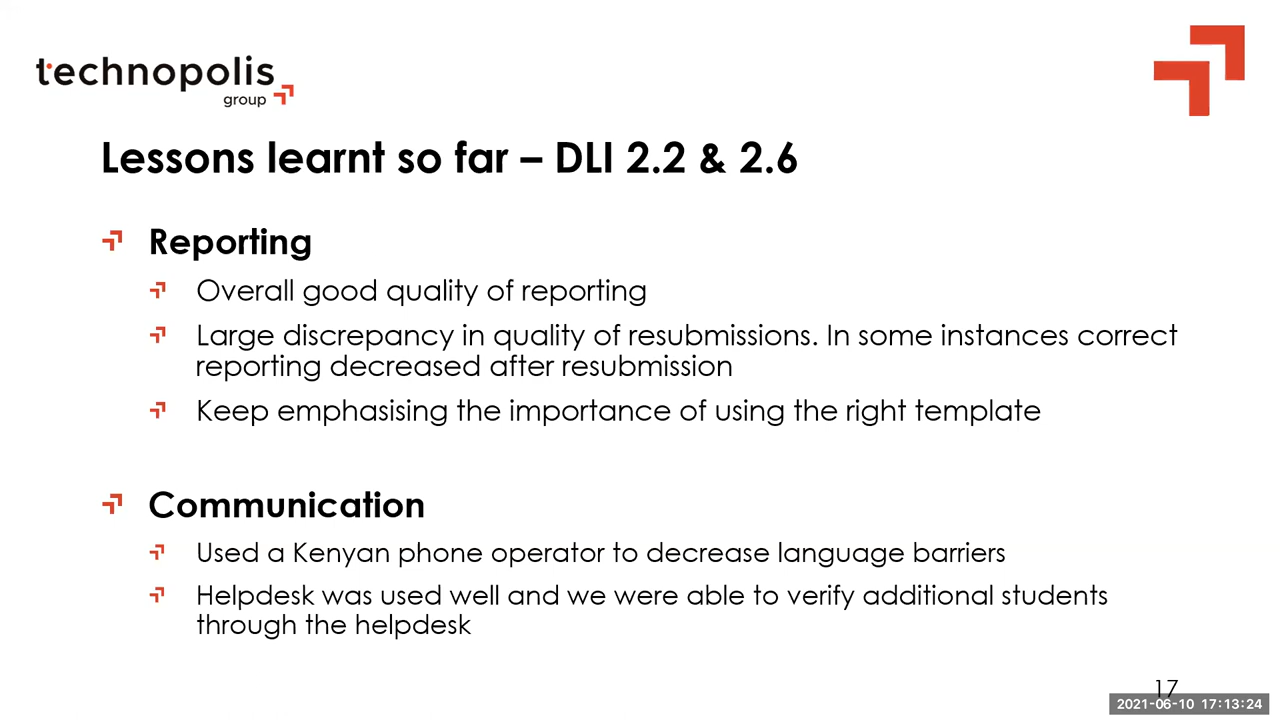 technopolis
group
Lessons learnt so far – DLI 2.2 & 2.6
Reporting
Overall good quality of reporting
Large discrepancy in quality of resubmissions. In some instances correct
reporting decreased after resubmission
Keep emphasising the importance of using the right template
Communication
Used a Kenyan phone operator to decrease language barriers
Helpdesk was used well and we were able to verify additional students
through the helpdesk
17
2021-06-10 17:13:24